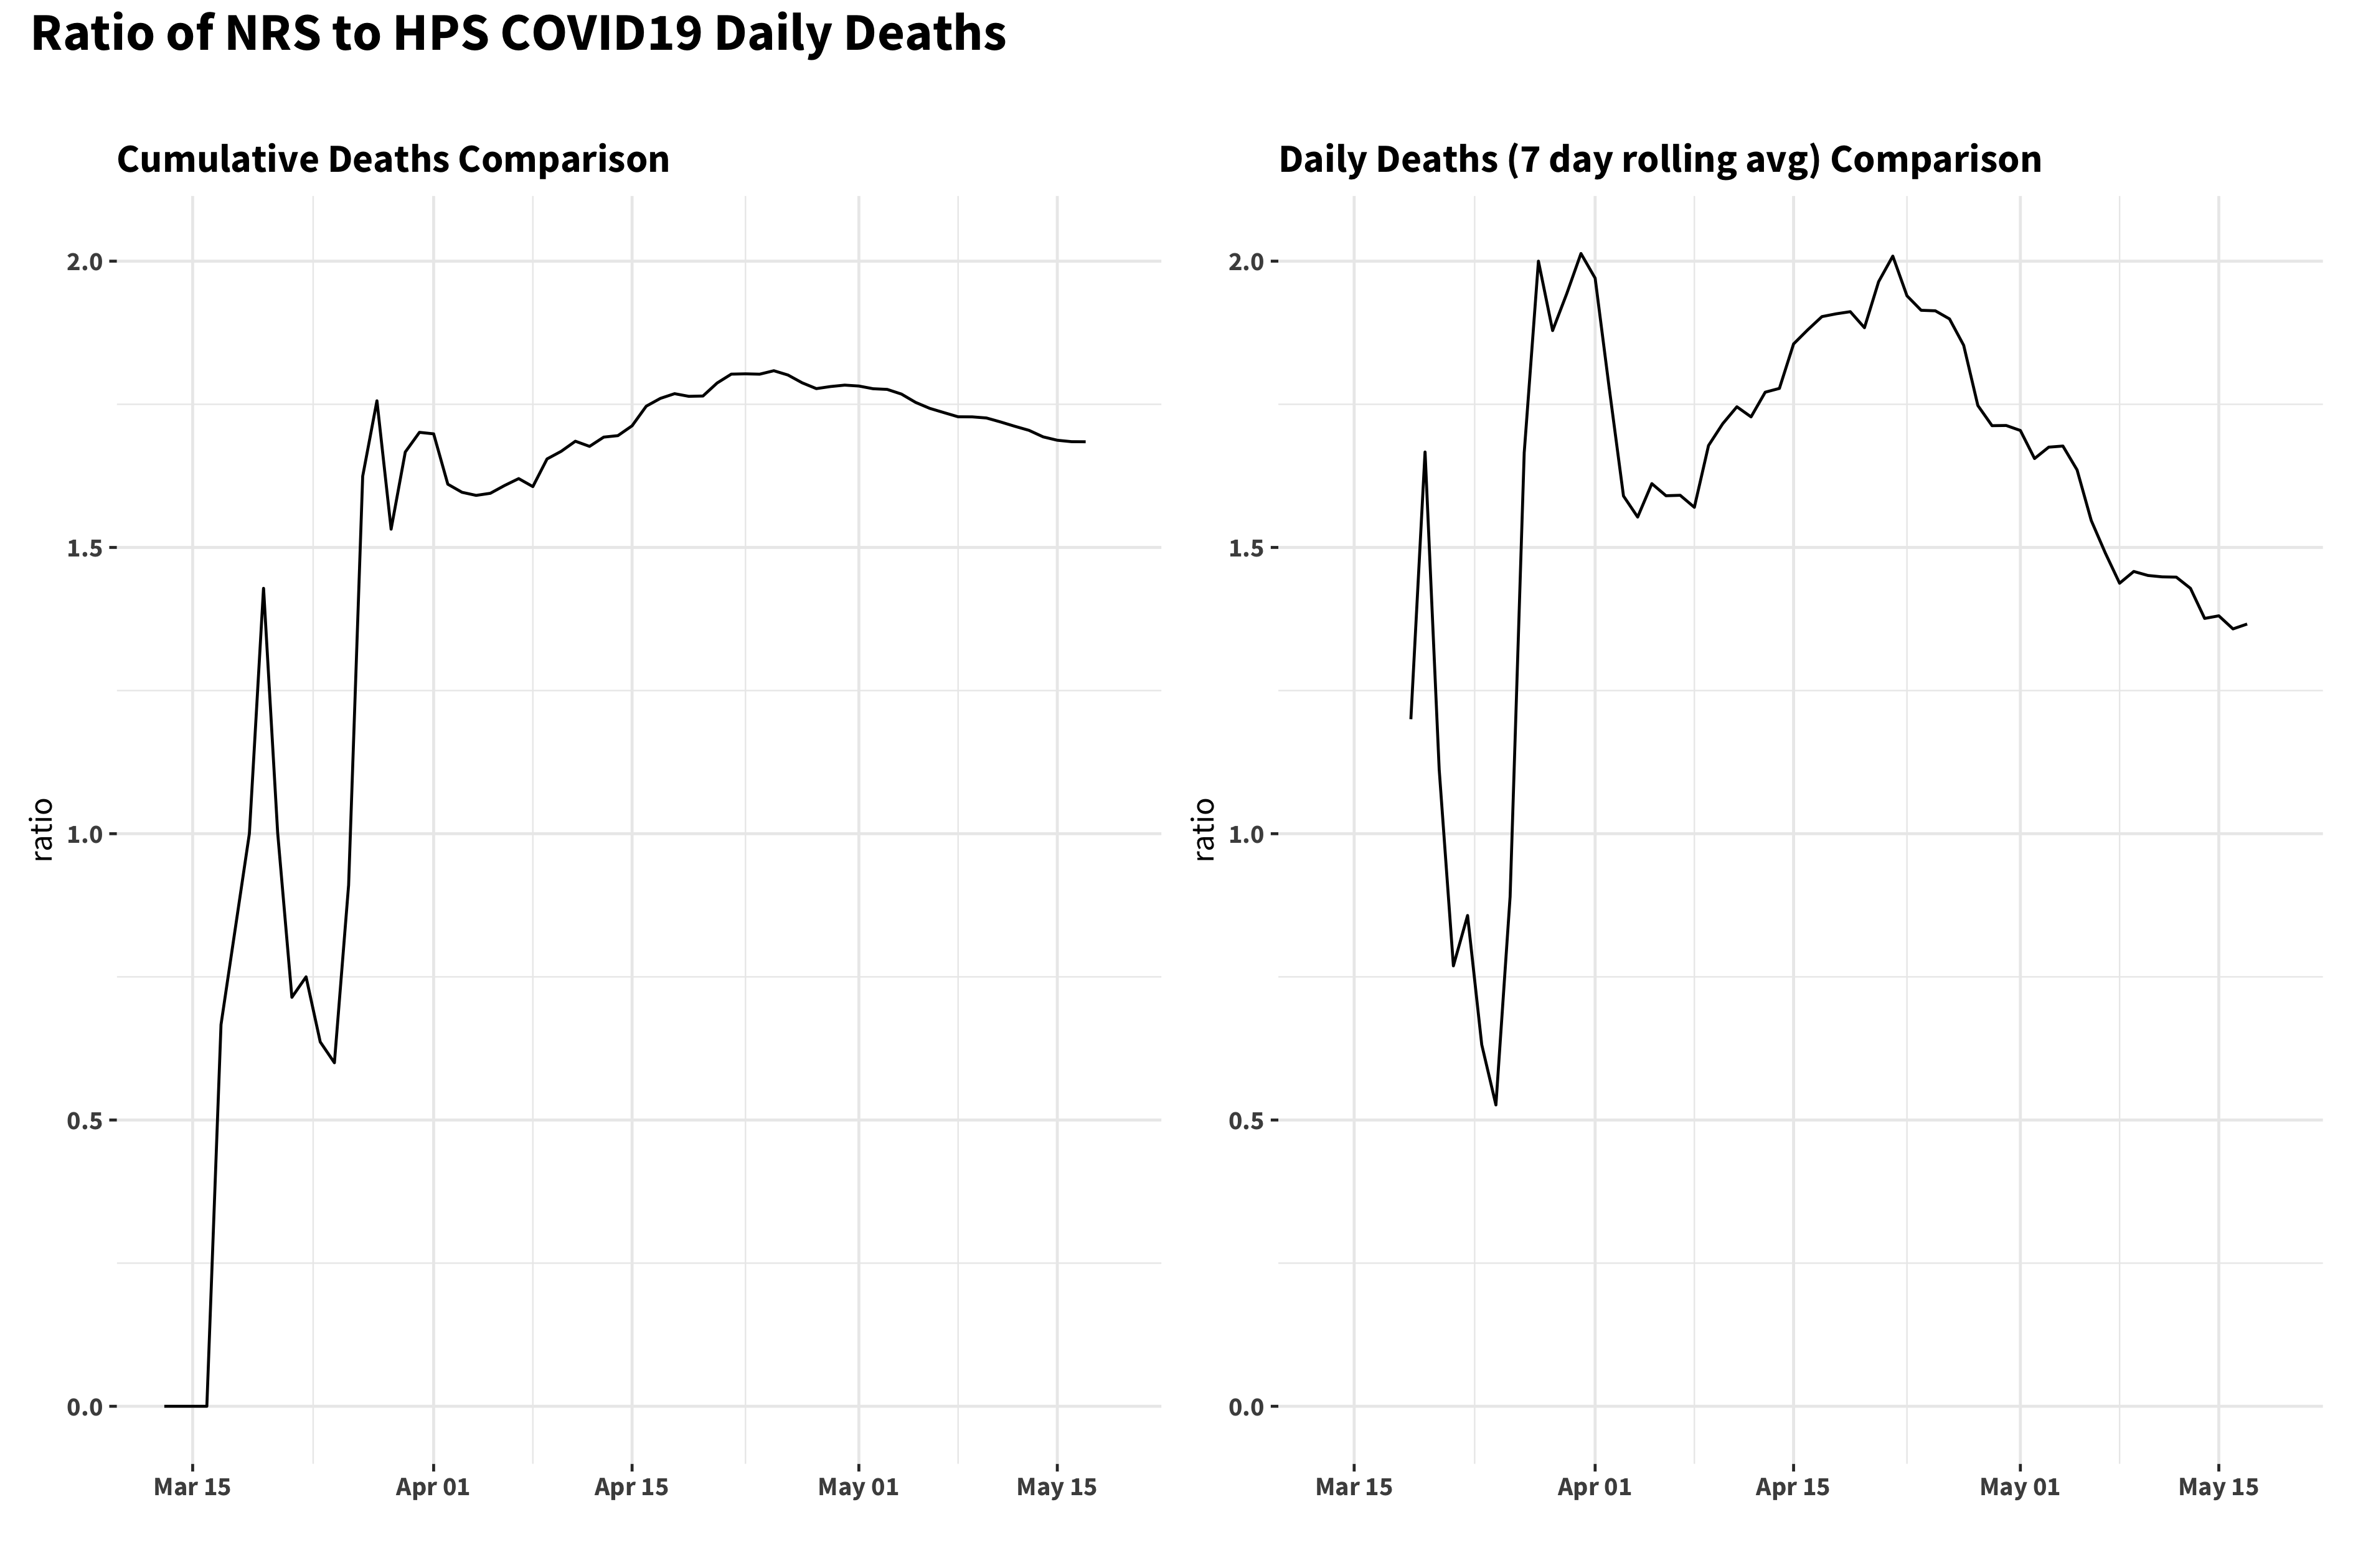 Ratio of NRS to HPS COVID19 Daily Deaths
Cumulative Deaths Comparison
ratio
2.0
1.5
1.0
0.5
0.0
Mar 15 Apr 01 Apr 15 May 01 May 15
Daily Deaths (7 day rolling avg) Comparison
ratio
2.0
1.5
1.0
0.5
0.0
Mar 15 Apr 01 Apr 15 May 01 May 15